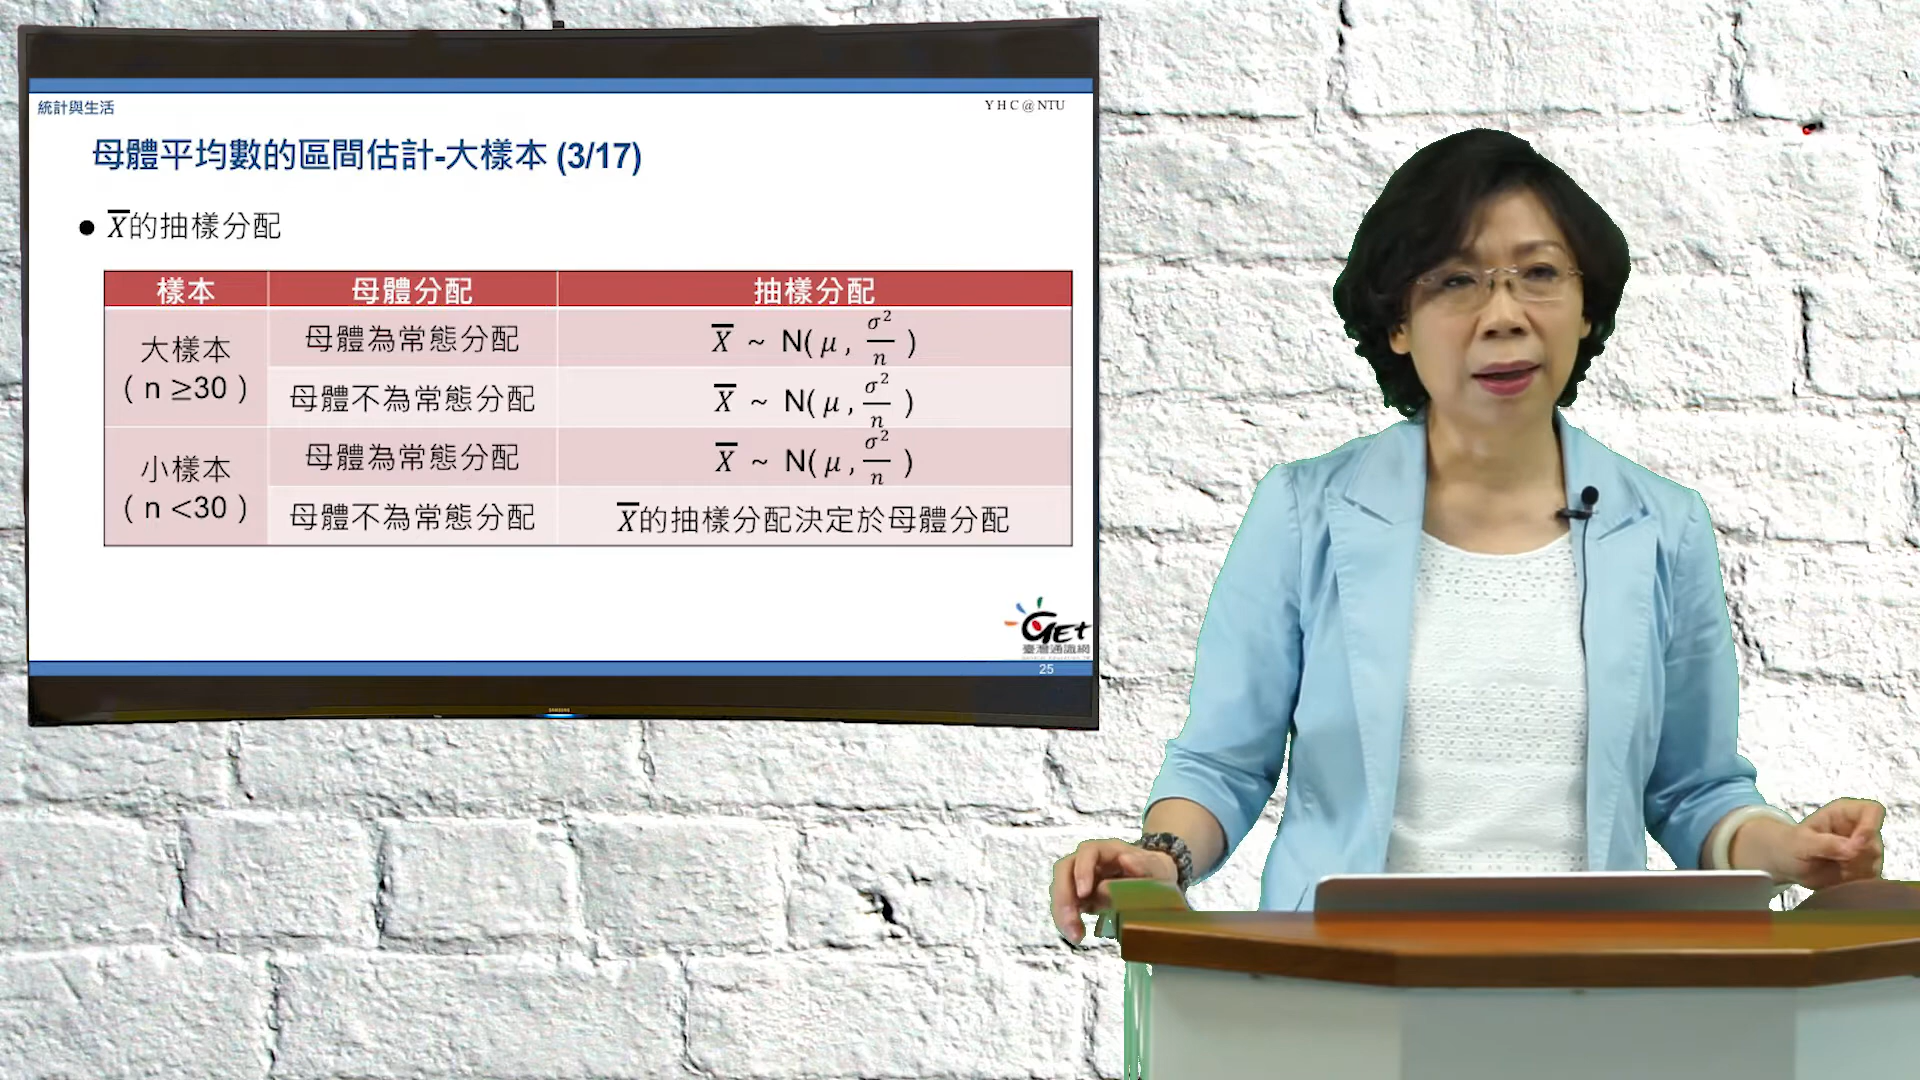 統計與生活
Y H C @ NTU
母體平均數的區間估計-大樣本 (3/17)
● X̅的抽樣分配
樣本 母體分配 抽樣分配
大樣本
( n ≥30 )
母體為常態分配 X̅ ~ N( μ , σ²/n )
母體不為常態分配 X̅ ~ N( μ , σ²/n )
小樣本
( n <30 )
母體為常態分配 X̅ ~ N( μ , σ²/n )
母體不為常態分配 X̅的抽樣分配決定於母體分配
GEt
臺灣通識網
25
SAMSUNG